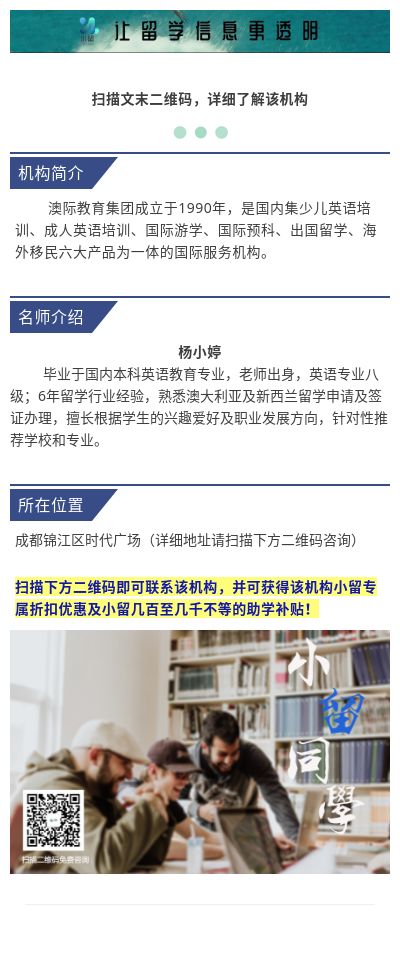 小留
让留学信息更透明
扫描文末二维码，详细了解该机构
机构简介
澳际教育集团成立于1990年，是国内集少儿英语培
训、成人英语培训、国际游学、国际预科、出国留学、海
外移民六大产品为一体的国际服务机构。
名师介绍
杨小婷
毕业于国内本科英语教育专业，老师出身，英语专业八
级；6年留学行业经验，熟悉澳大利亚及新西兰留学申请及签
证办理，擅长根据学生的兴趣爱好及职业发展方向，针对性推
荐学校和专业。
所在位置
成都锦江区时代广场（详细地址请扫描下方二维码咨询）
扫描下方二维码即可联系该机构，并可获得该机构小留专
属折扣优惠及小留几百至几千不等的助学补贴！
小
留
同
學
扫描二维码免费咨询